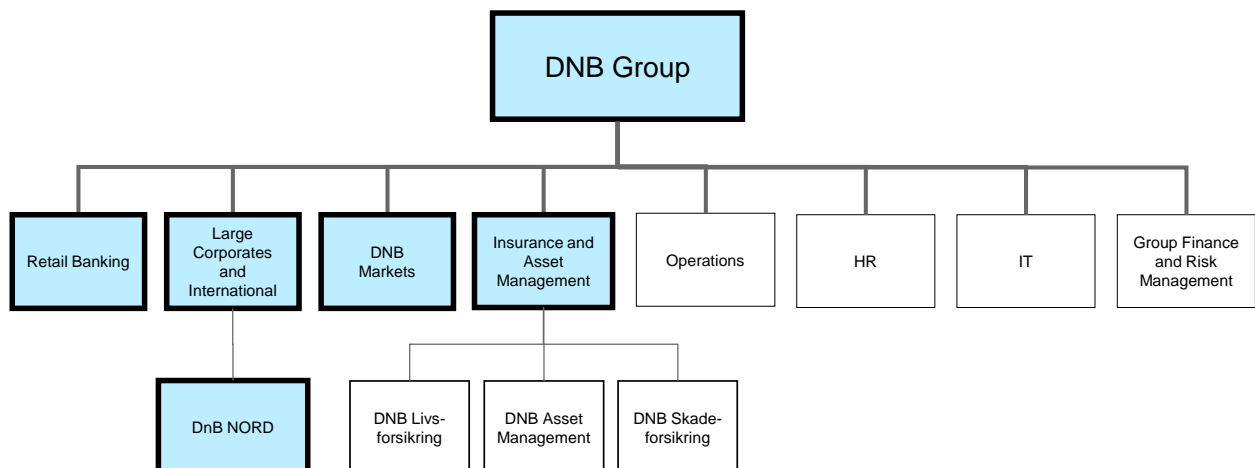 DNB Group
Retail Banking
Large
Corporates
and
International
DNB
Markets
Insurance and
Asset
Management
Operations
HR
IT
Group Finance
and Risk
Management
DnB NORD
DNB Livs-
forsikring
DNB Asset
Management
DNB Skade-
forsikring